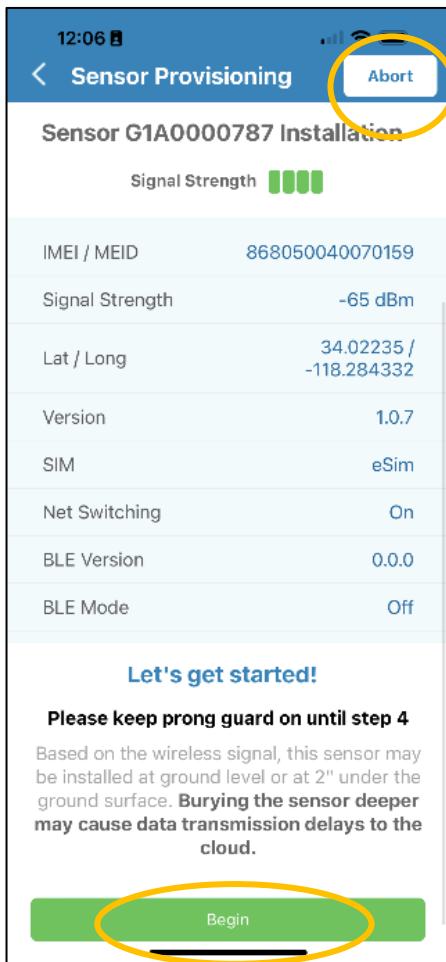 12:06
Sensor Provisioning
Abort
Sensor G1A0000787 Installation
Signal Strength
IMEI / MEID 868050040070159
Signal Strength -65 dBm
Lat / Long 34.02235 /
-118.284332
Version 1.0.7
SIM eSim
Net Switching On
BLE Version 0.0.0
BLE Mode Off
Let's get started!
Please keep prong guard on until step 4
Based on the wireless signal, this sensor may
be installed at ground level or at 2" under the
ground surface. Burying the sensor deeper
may cause data transmission delays to the
cloud.
Begin